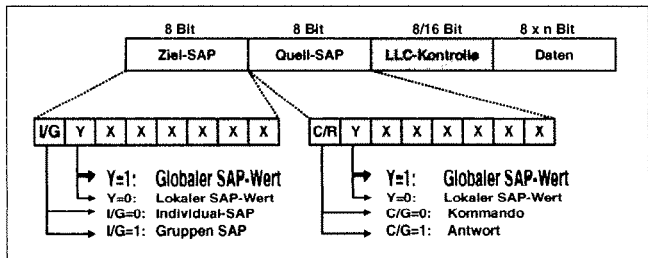 8 Bit 8 Bit 8/16 Bit 8 x n Bit
Ziel-SAP Quell-SAP LLC-Kontrolle Daten
I/G Y X X X X X X C/R Y X X X X X X
Y=1: Globaler SAP-Wert Y=1: Globaler SAP-Wert
Y=0: Lokaler SAP-Wert Y=0: Lokaler SAP-Wert
I/G=0: Individual-SAP C/G=0: Kommando
I/G=1: Gruppen SAP C/G=1: Antwort